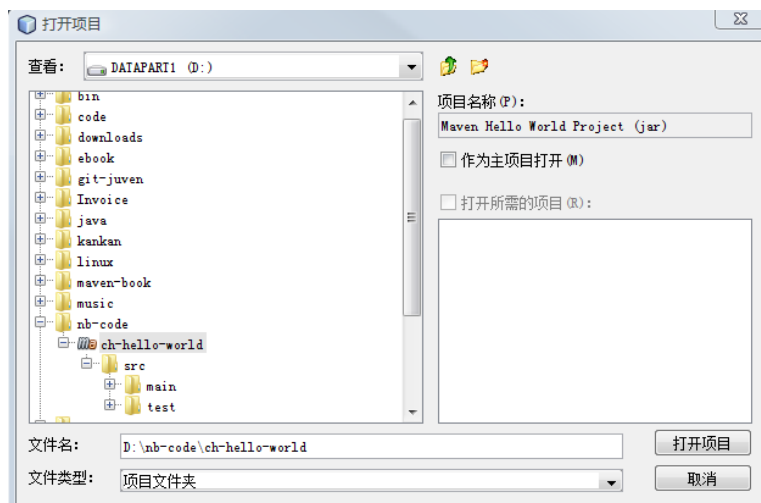 打开项目
查看: DATAPART1 (D:)
bin
code
downloads
ebook
git-juven
Invoice
java
kankan
linux
maven-book
music
nb-code
ch-hello-world
src
main
test
项目名称(P):
Maven Hello World Project (jar)
作为主项目打开(M)
打开所需的项目(R):
文件名: D:\nb-code\ch-hello-world
打开项目
文件类型: 项目文件夹
取消